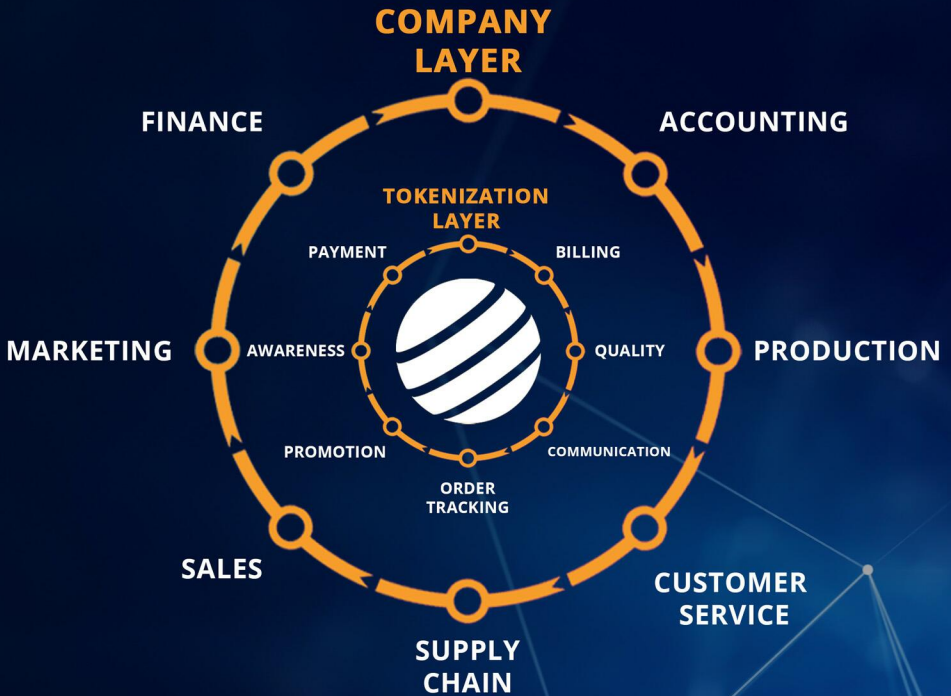 COMPANY
LAYER
FINANCE
ACCOUNTING
TOKENIZATION
LAYER
PAYMENT
BILLING
MARKETING
AWARENESS
QUALITY
PRODUCTION
PROMOTION
COMMUNICATION
ORDER
TRACKING
SALES
CUSTOMER
SERVICE
SUPPLY
CHAIN